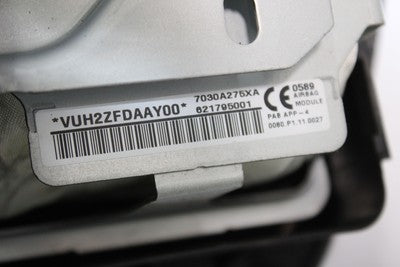 *VUH2ZFDAAY00* 7030A275XA
621795001
CE 0589
AIRBAG
MODULE
PAB APP-4
0080.P1.11.0027